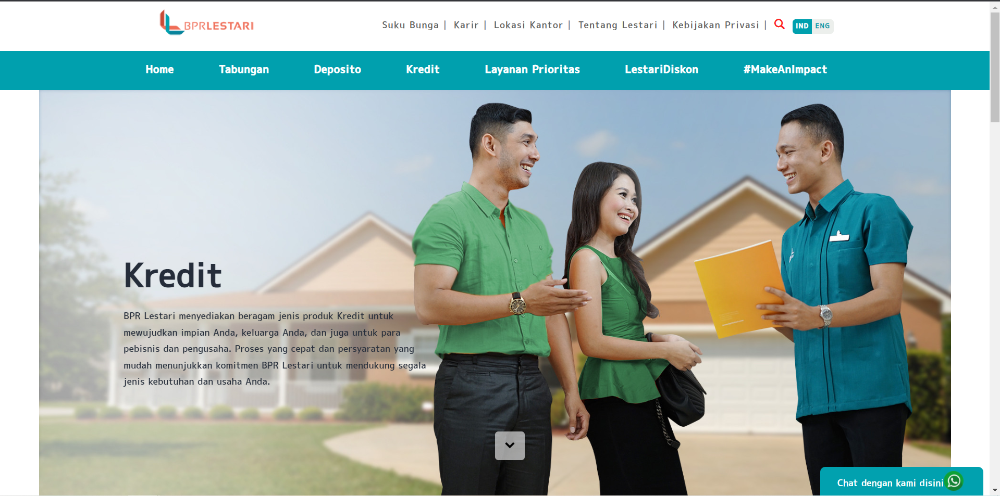 BPRLESTARI
Suku Bunga | Karir | Lokasi Kantor | Tentang Lestari | Kebijakan Privasi | IND ENG
Home Tabungan Deposito Kredit Layanan Prioritas LestariDiskon #MakeAnImpact
Kredit
BPR Lestari menyediakan beragam jenis produk Kredit untuk
mewujudkan impian Anda, keluarga Anda, dan juga untuk para
pebisnis dan pengusaha. Proses yang cepat dan persyaratan yang
mudah menunjukkan komitmen BPR Lestari untuk mendukung segala
jenis kebutuhan dan usaha Anda.
Chat dengan kami disini